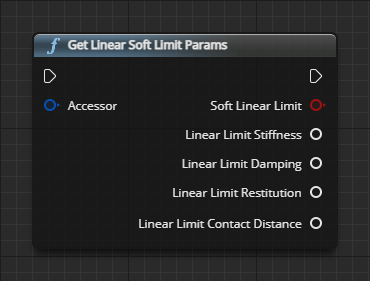 f Get Linear Soft Limit Params
Accessor
Soft Linear Limit
Linear Limit Stiffness
Linear Limit Damping
Linear Limit Restitution
Linear Limit Contact Distance